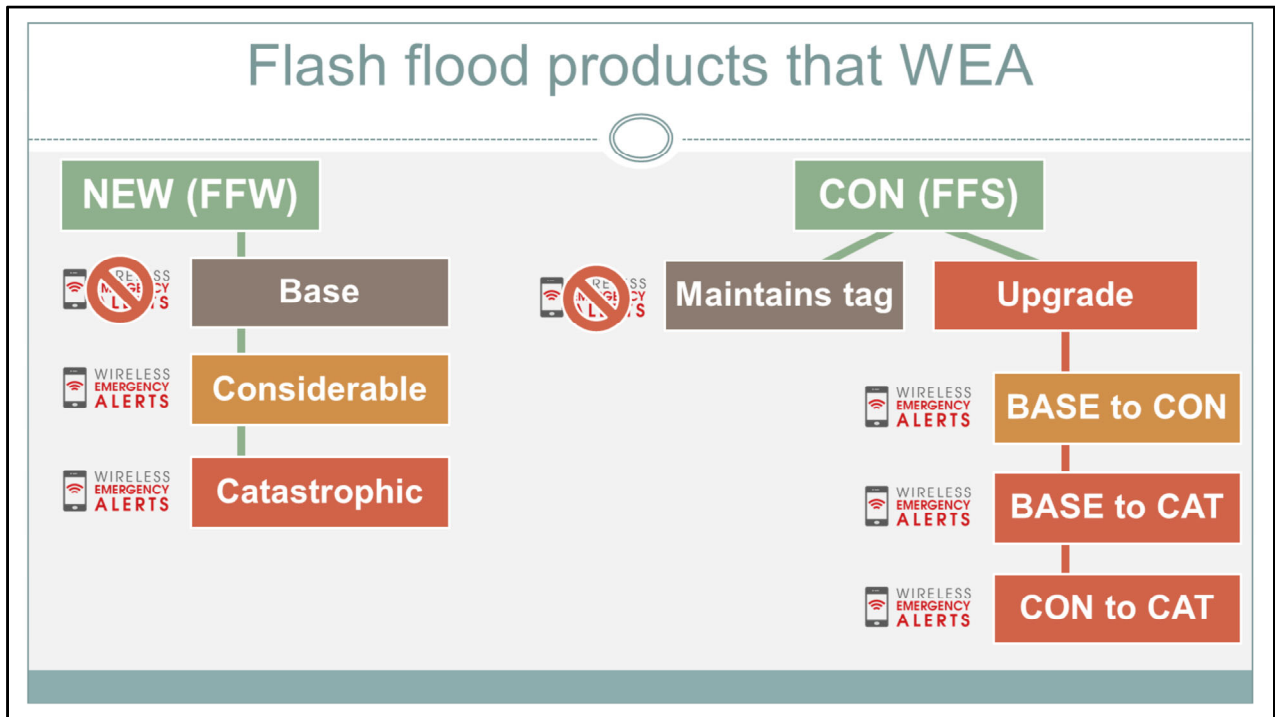 Flash flood products that WEA
NEW (FFW)
Base
WIRELESS
EMERGENCY
ALERTS
Considerable
WIRELESS
EMERGENCY
ALERTS
Catastrophic
CON (FFS)
Maintains tag
Upgrade
WIRELESS
EMERGENCY
ALERTS
BASE to CON
WIRELESS
EMERGENCY
ALERTS
BASE to CAT
WIRELESS
EMERGENCY
ALERTS
CON to CAT